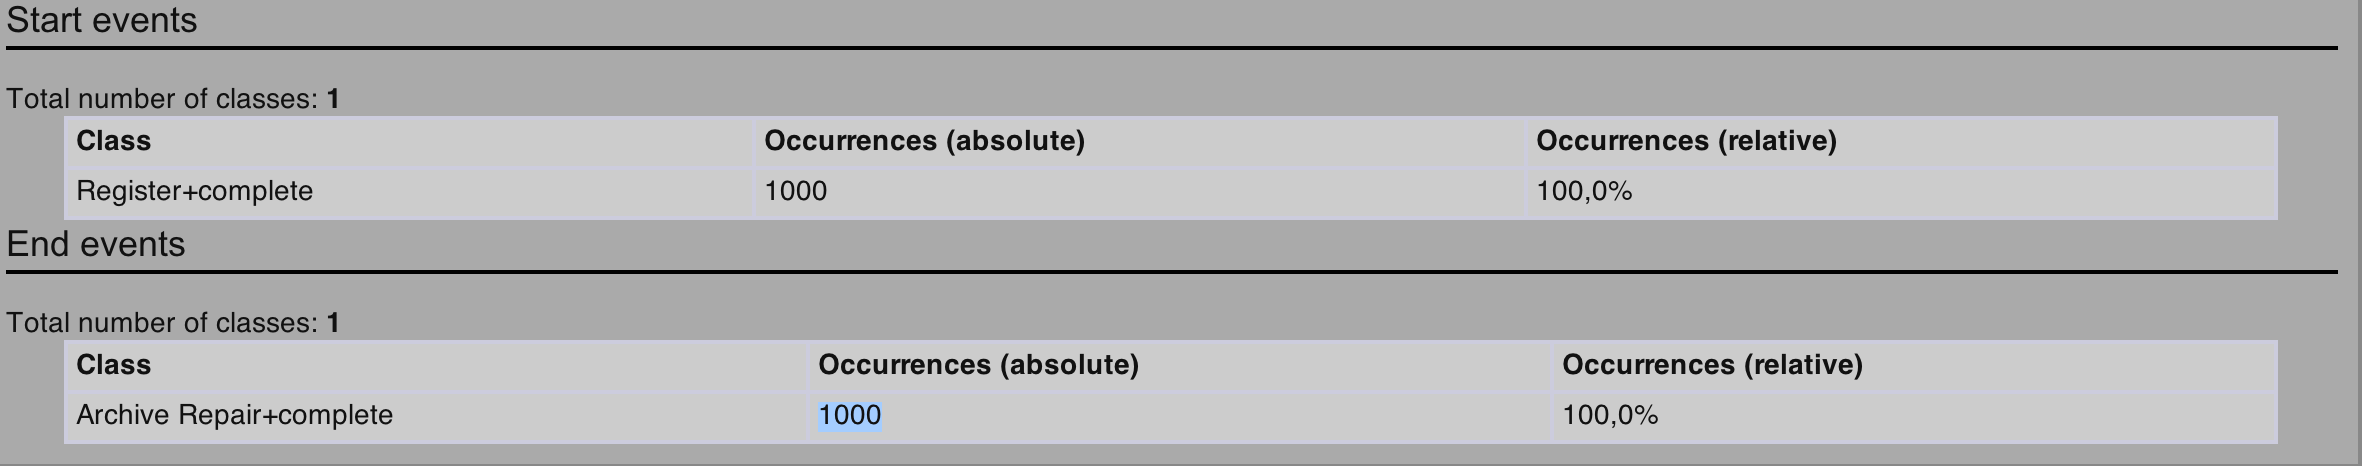 Start events
Total number of classes: 1
Class Occurrences (absolute) Occurrences (relative)
Register+complete 1000 100,0%
End events
Total number of classes: 1
Class Occurrences (absolute) Occurrences (relative)
Archive Repair+complete 1000 100,0%